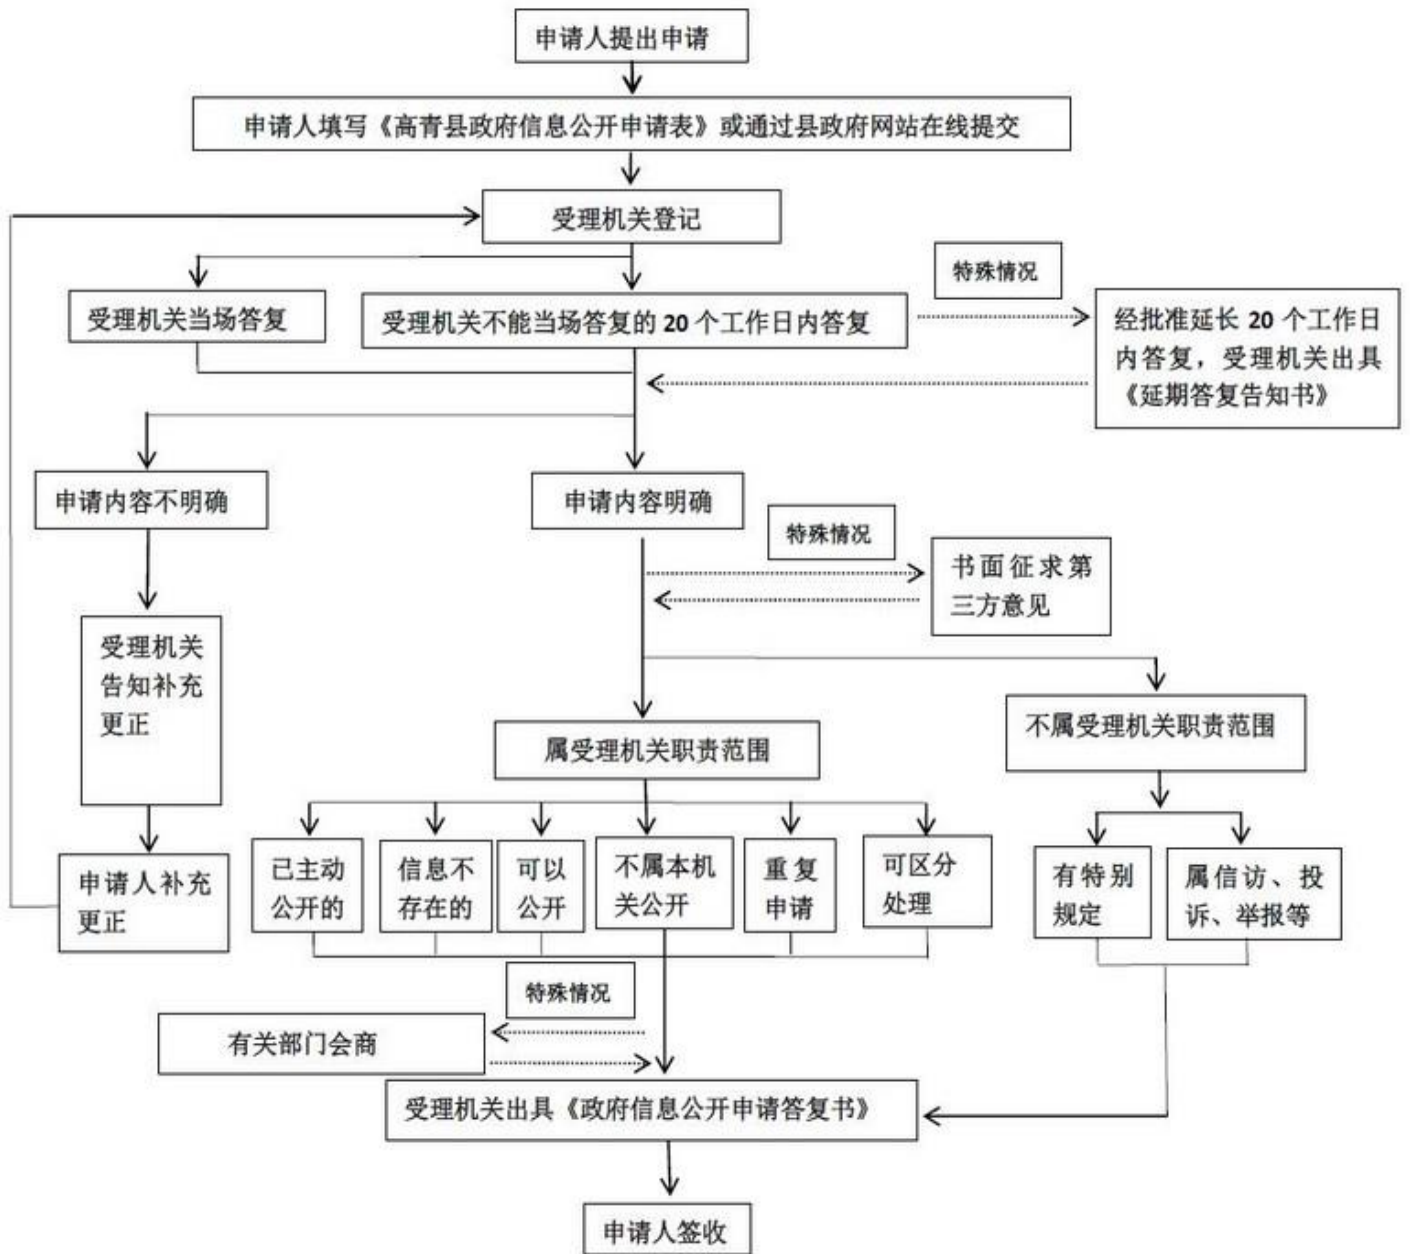 申请人提出申请
申请人填写《高青县政府信息公开申请表》或通过县政府网站在线提交
受理机关登记
特殊情况
受理机关当场答复
受理机关不能当场答复的 20 个工作日内答复
经批准延长 20 个工作日
内答复，受理机关出具
《延期答复告知书》
申请内容不明确
申请内容明确
特殊情况
书面征求第
三方意见
受理机关
告知补充
更正
属受理机关职责范围
不属受理机关职责范围
申请人补充
更正
已主动
公开的
信息不
存在的
可以
公开
不属本机
关公开
重复
申请
可区分
处理
有特别
规定
属信访、投
诉、举报等
特殊情况
有关部门会商
受理机关出具《政府信息公开申请答复书》
申请人签收